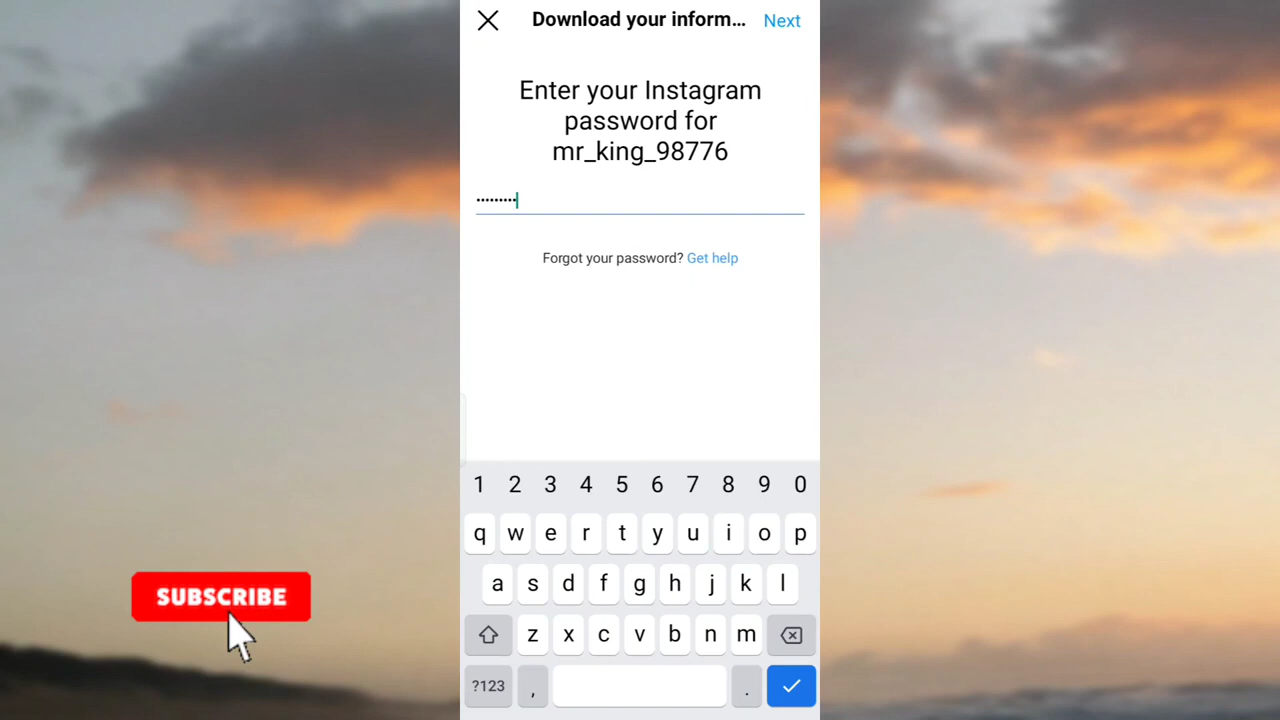 Download your inform...
Next
Enter your Instagram
password for
mr_king_98776
.........
Forgot your password? Get help
1 2 3 4 5 6 7 8 9 0
q w e r t y u i o p
a s d f g h j k l
z x c v b n m
?123 , .
SUBSCRIBE